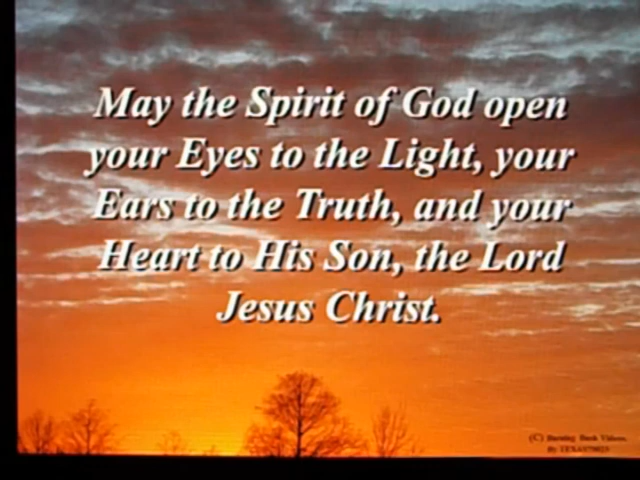 May the Spirit of God open
your Eyes to the Light, your
Ears to the Truth, and your
Heart to His Son, the Lord
Jesus Christ.
(C) Burning Bush Videos.
By